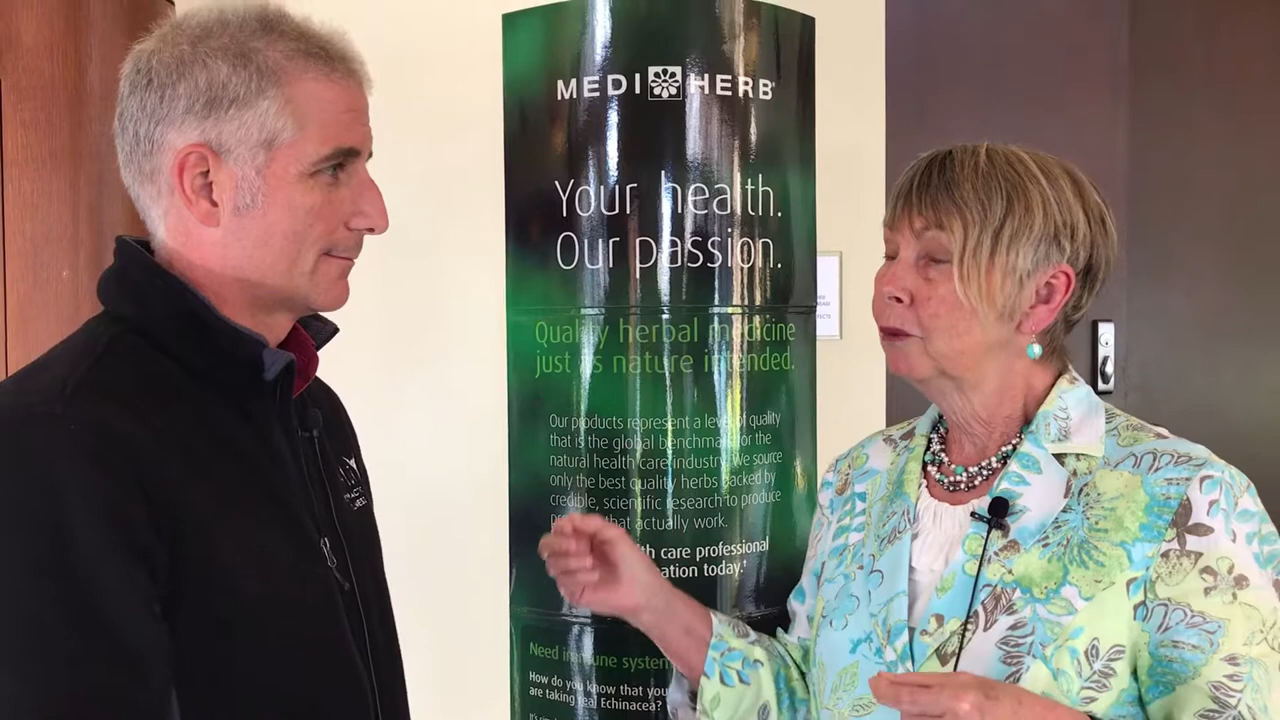 MEDI HERB
Your health.
Our passion.
Quality herbal medicine
just as nature intended.
Our products represent a level of quality
that is the global benchmark for the
natural health care industry. We source
only the best quality herbs backed by
credible, scientific research to produce
that actually work.
care professional
today.†
Need immune system
How do you know that you
are taking real Echinacea?